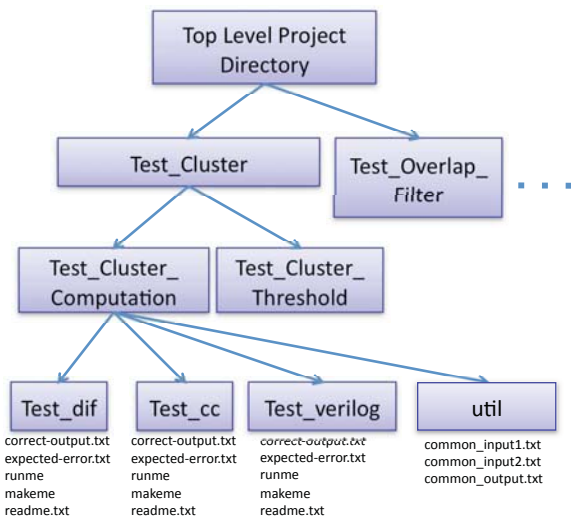 Top Level Project
Directory
Test_Cluster
Test_Overlap_
Filter
Test_Cluster_
Computation
Test_Cluster_
Threshold
Test_dif
correct-output.txt
expected-error.txt
runme
makeme
readme.txt
Test_cc
correct-output.txt
expected-error.txt
runme
makeme
readme.txt
Test_verilog
correct-output.txt
expected-error.txt
runme
makeme
readme.txt
util
common_input1.txt
common_input2.txt
common_output.txt